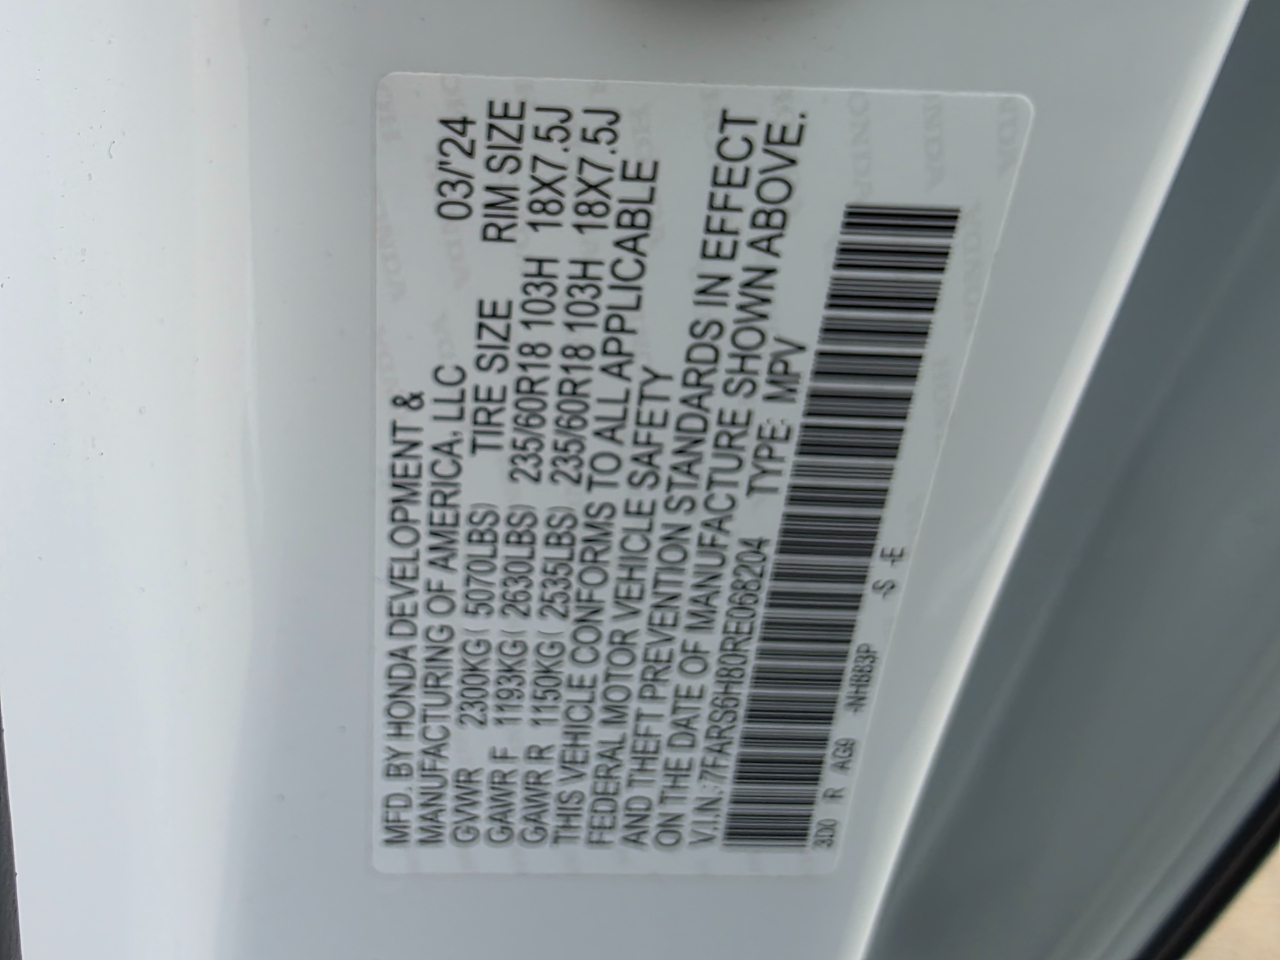 MFD. BY HONDA DEVELOPMENT &
MANUFACTURING OF AMERICA, LLC 03/'24
GVWR 2300KG( 5070LBS) TIRE SIZE RIM SIZE
GAWR F 1193KG( 2630LBS) 235/60R18 103H 18X7.5J
GAWR R 1150KG( 2535LBS) 235/60R18 103H 18X7.5J
THIS VEHICLE CONFORMS TO ALL APPLICABLE
FEDERAL MOTOR VEHICLE SAFETY
AND THEFT PREVENTION STANDARDS IN EFFECT
ON THE DATE OF MANUFACTURE SHOWN ABOVE.
V.I.N.:7FARS6H80RE068204 TYPE: MPV
3D0 R AG9 -NH883P -S -E